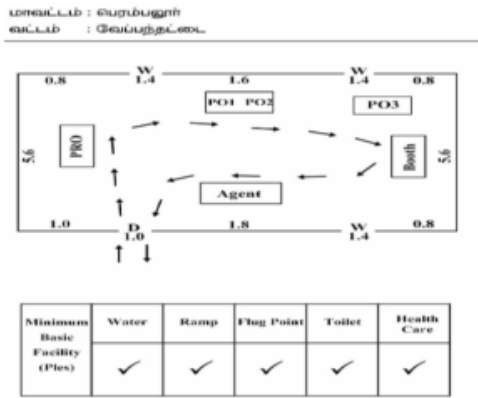 மாவட்டம் : பெரம்பலூர்
வட்டம் : வேப்பந்தட்டை
W W
0.8 1.4 1.6 1.4 0.8
PO1 PO2 PO3
PRO Booth
5.6 5.6
Agent
1.0 D 1.8 W 0.8
1.0 1.4
Minimum Basic Facility (Ples) Water Ramp Flug Point Toilet Health Care
✓ ✓ ✓ ✓ ✓